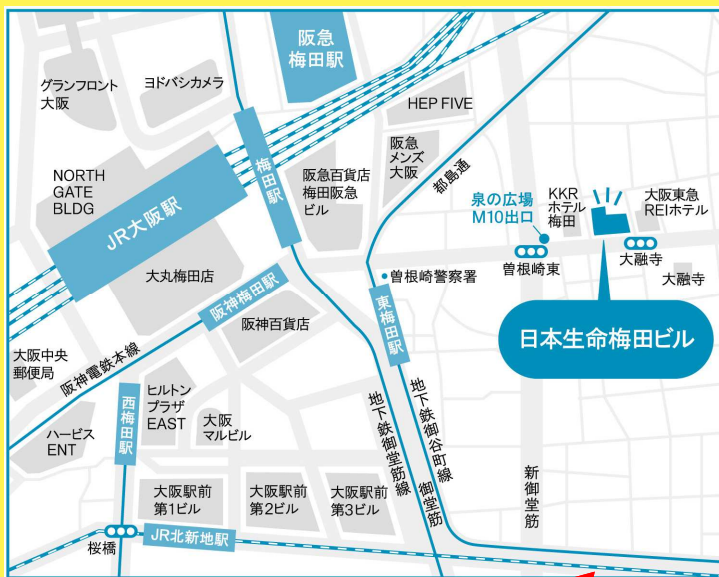 阪急
梅田駅
グランフロント
大阪
ヨドバシカメラ
HEP FIVE
NORTH
GATE
BLDG
梅田駅
阪急百貨店
梅田阪急
ビル
阪急
メンズ
大阪
都島通
泉の広場
M10出口
KKR
ホテル
梅田
大阪東急
REIホテル
JR大阪駅
大丸梅田店
阪神梅田駅
曽根崎警察署
曽根崎東
大融寺
大融寺
阪神百貨店
東梅田駅
日本生命梅田ビル
大阪中央
郵便局
阪神電鉄本線
ヒルトン
プラザ
EAST
西梅田駅
大阪
マルビル
ハービス
ENT
地下鉄御堂筋線
地下鉄御谷町線
御堂筋
新御堂筋
大阪駅前
第1ビル
大阪駅前
第2ビル
大阪駅前
第3ビル
桜橋
JR北新地駅